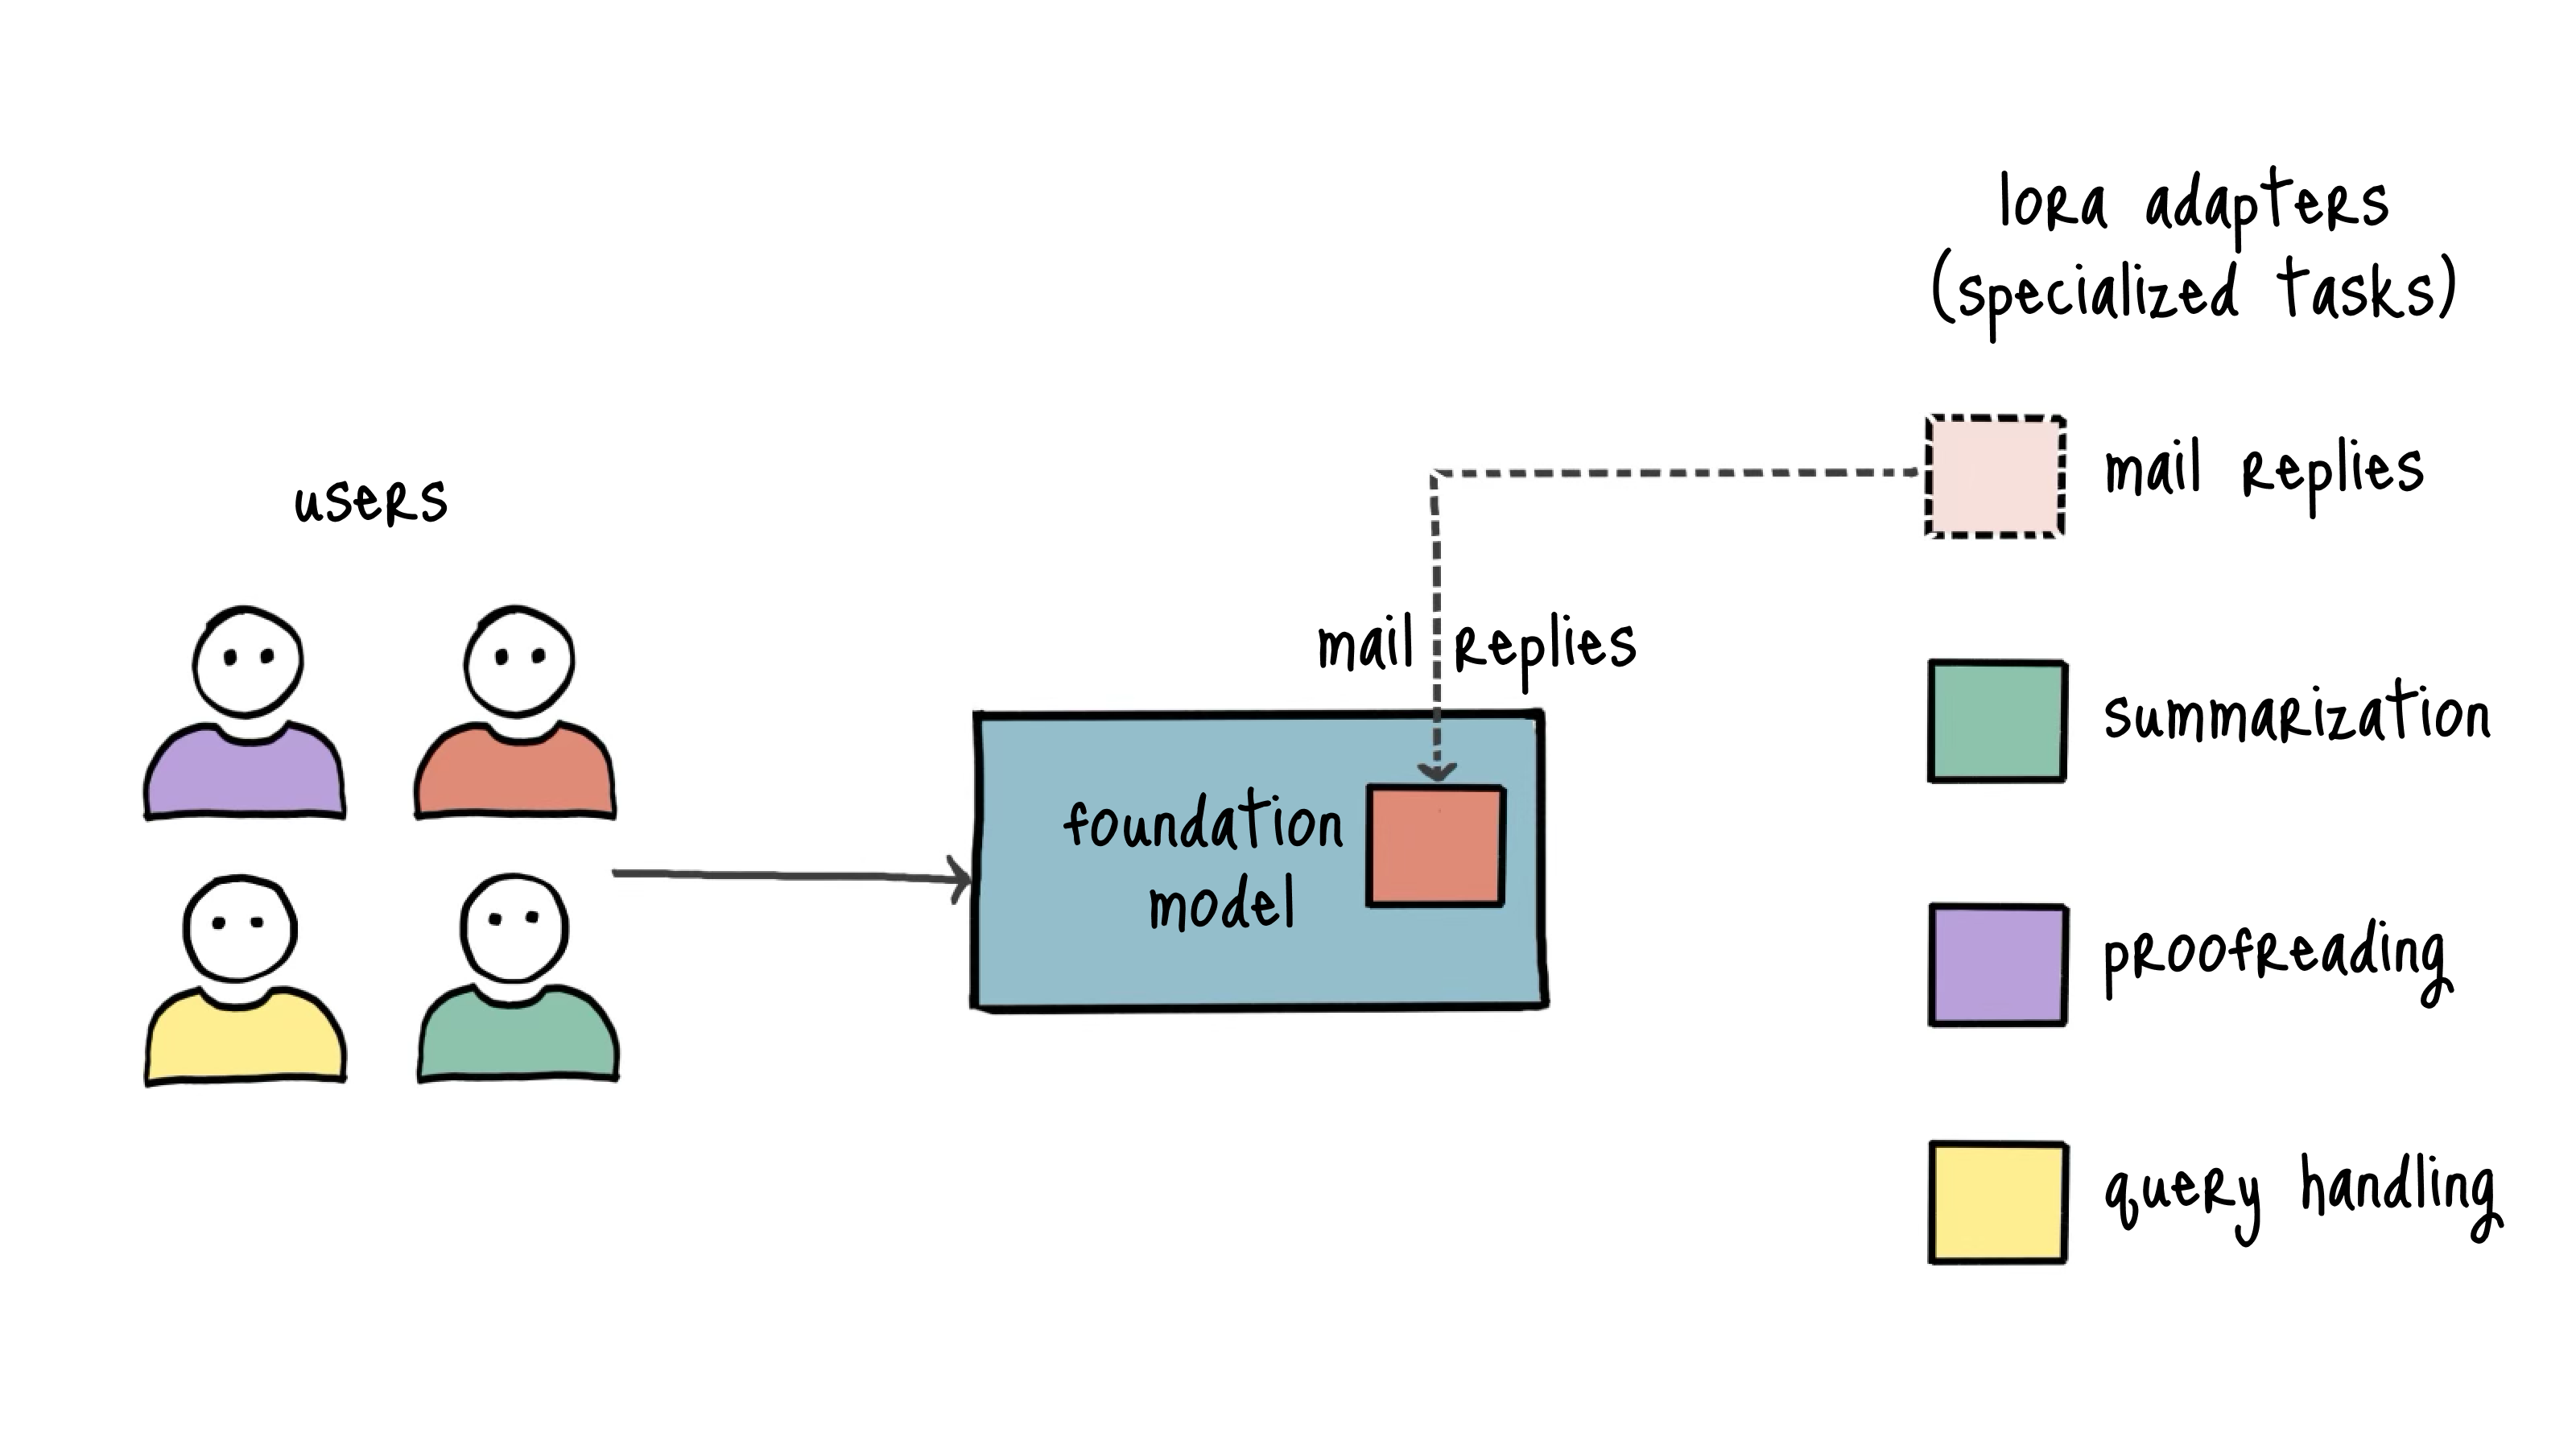 lora adapters
(specialized tasks)
mail replies
users
mail replies
summarization
foundation
model
proofreading
query handling